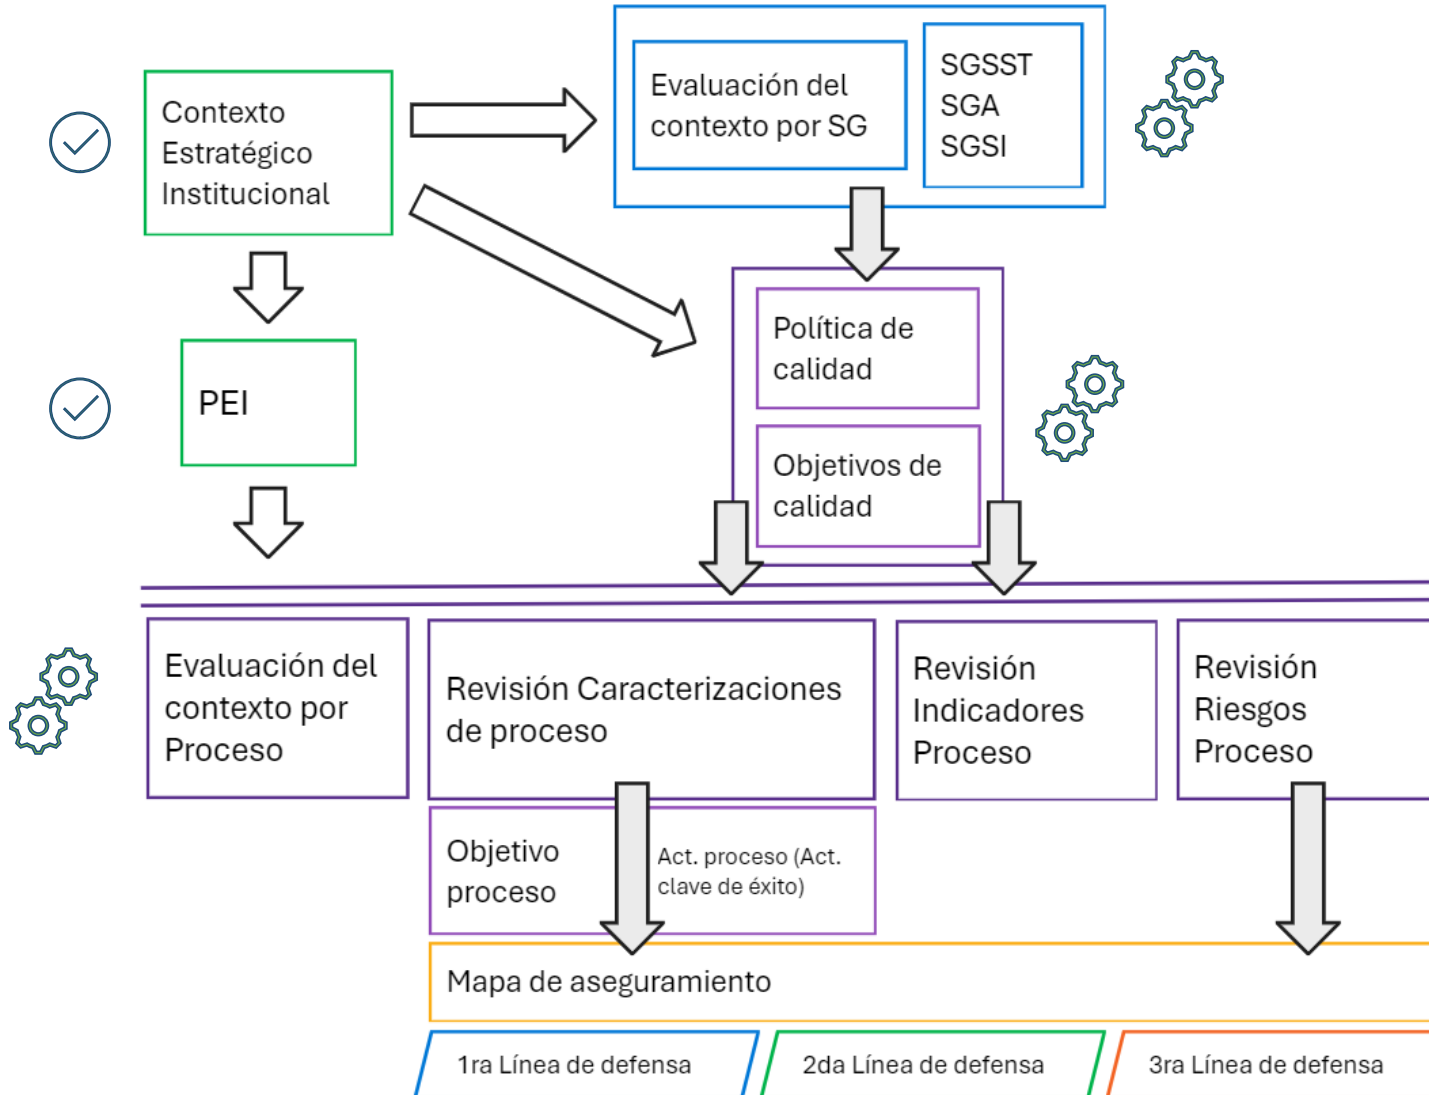 Contexto
Estratégico
Institucional
Evaluación del
contexto por SG
SGSST
SGA
SGSI
PEI
Política de
calidad
Objetivos de
calidad
Evaluación del
contexto por
Proceso
Revisión Caracterizaciones
de proceso
Revisión
Indicadores
Proceso
Revisión
Riesgos
Proceso
Objetivo
proceso
Act. proceso (Act.
clave de éxito)
Mapa de aseguramiento
1ra Línea de defensa
2da Línea de defensa
3ra Línea de defensa